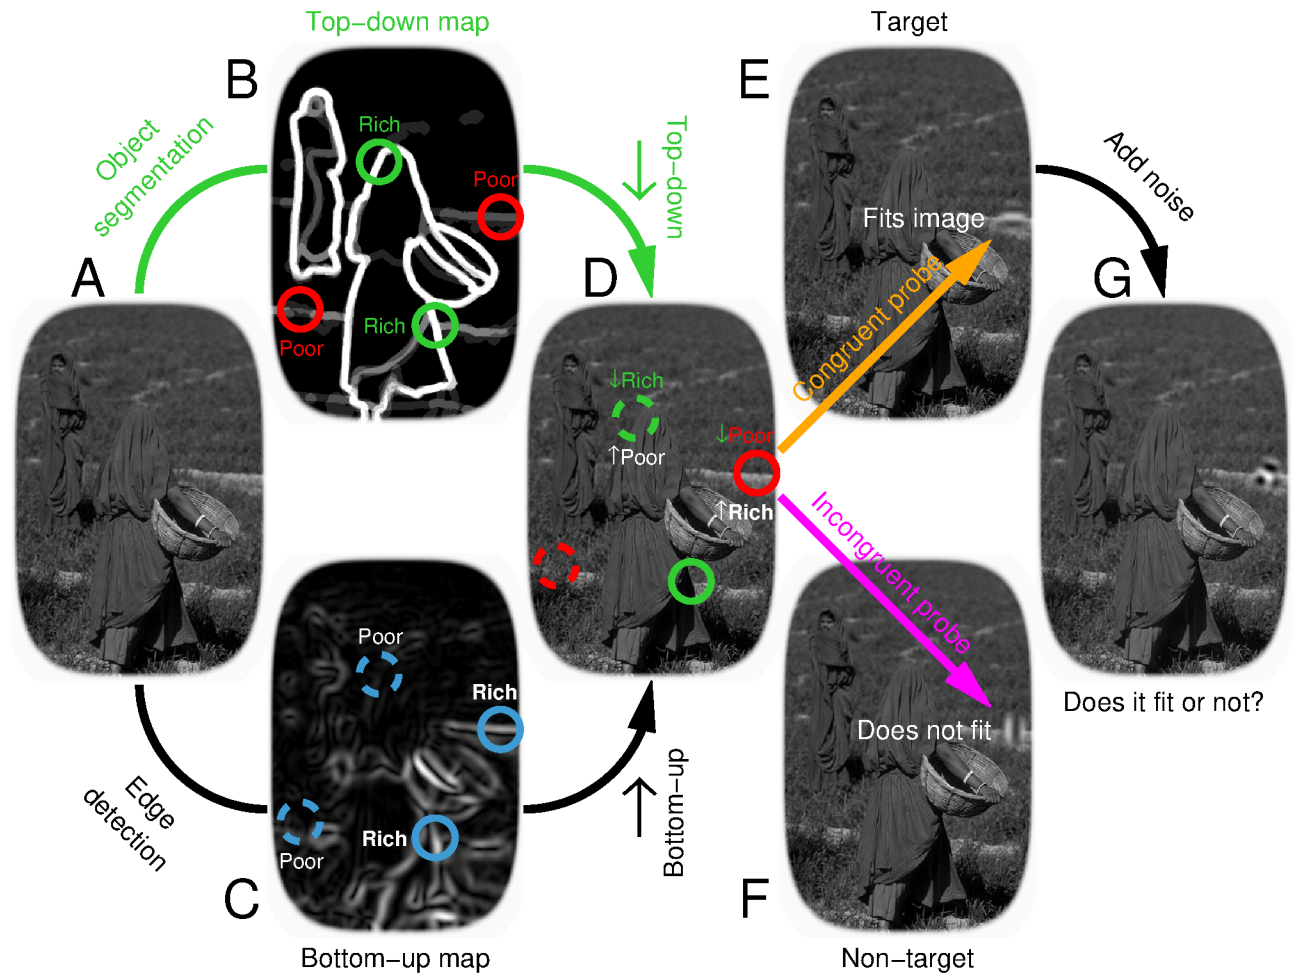 Top-down map
Target
B
E
Object
segmentation
Rich
Poor
Top-down
Fits image
Add noise
A
D
G
Rich
Poor
Congruent probe
↓Rich
↑Poor
↓Poor
↑Rich
Incongruent probe
Poor
Rich
Does not fit
Does it fit or not?
Edge
detection
Rich
Poor
Bottom-up
C
F
Bottom-up map
Non-target